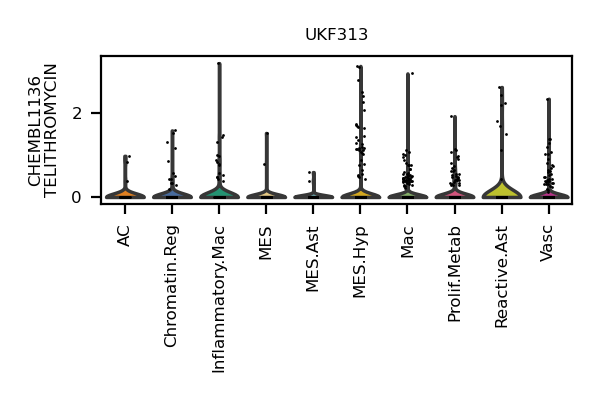 UKF313
CHEMBL1136
TELITHROMYCIN
2
0
AC
Chromatin.Reg
Inflammatory.Mac
MES
MES.Ast
MES.Hyp
Mac
Prolif.Metab
Reactive.Ast
Vasc